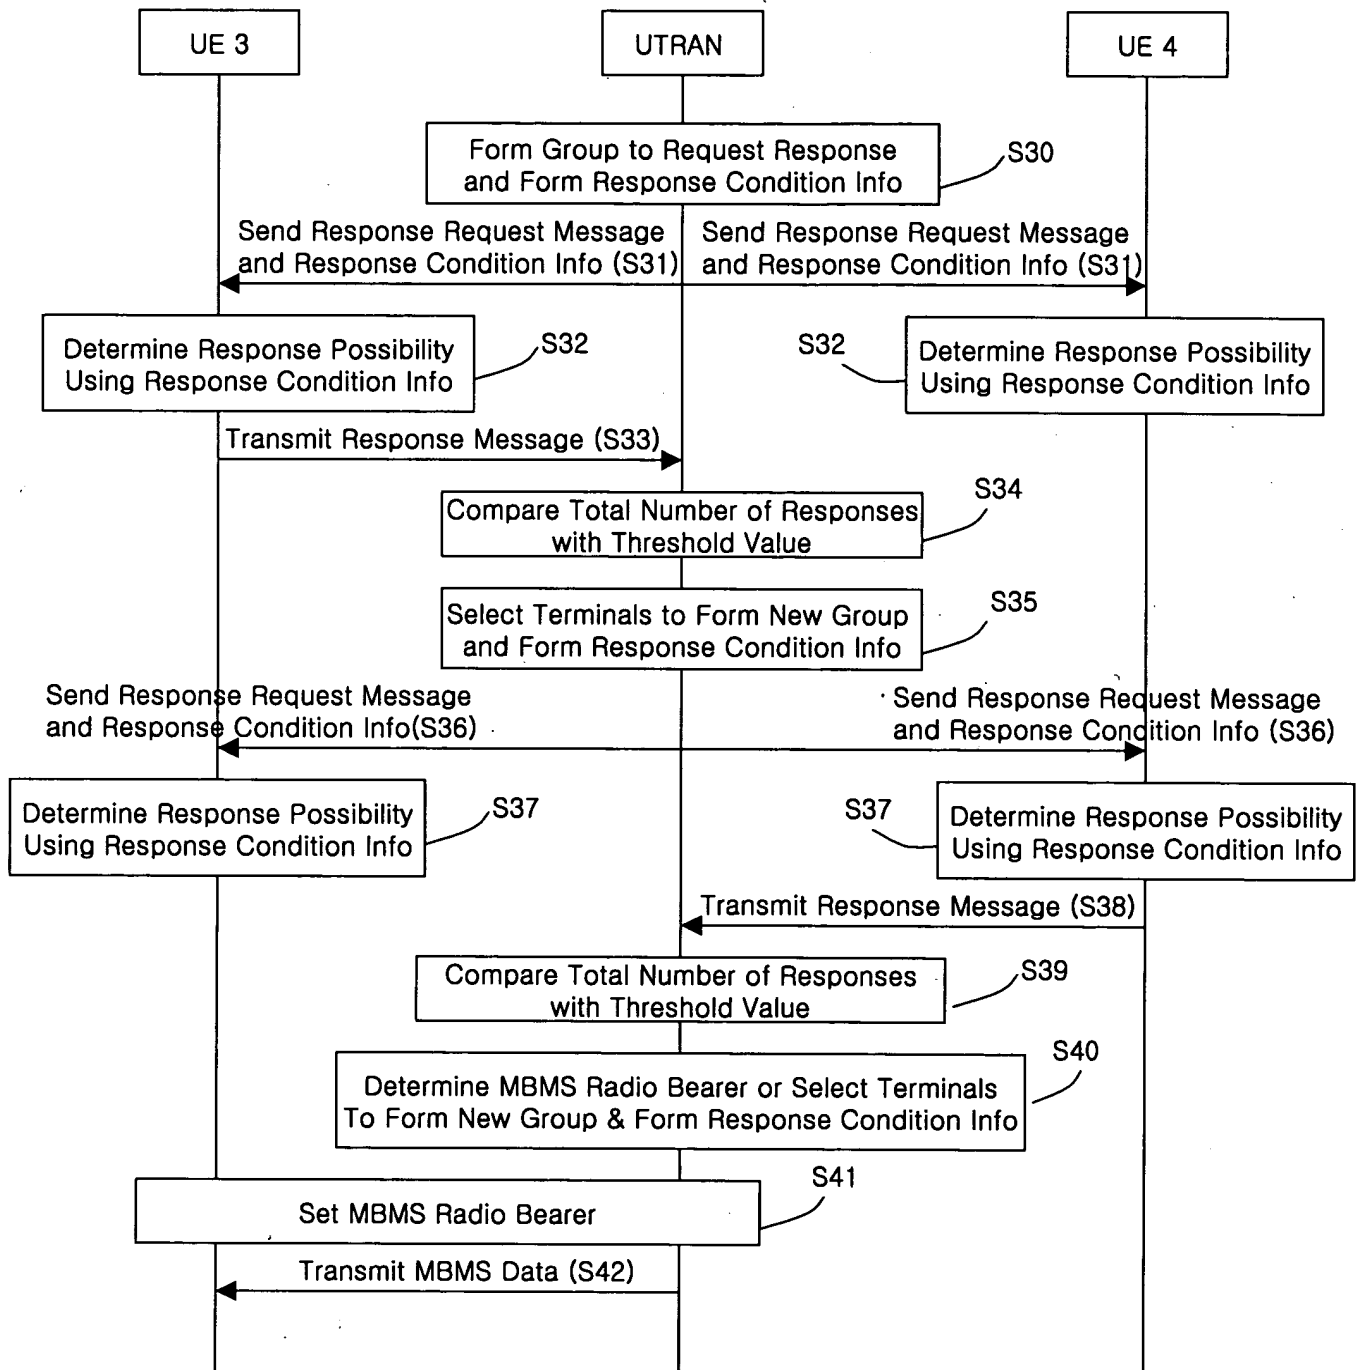 UE 3
UTRAN
UE 4
Form Group to Request Response
and Form Response Condition Info
S30
Send Response Request Message
and Response Condition Info (S31)
Send Response Request Message
and Response Condition Info (S31)
Determine Response Possibility
Using Response Condition Info
S32
S32
Determine Response Possibility
Using Response Condition Info
Transmit Response Message (S33)
Compare Total Number of Responses
with Threshold Value
S34
Select Terminals to Form New Group
and Form Response Condition Info
S35
Send Response Request Message
and Response Condition Info(S36)
Send Response Request Message
and Response Condition Info (S36)
Determine Response Possibility
Using Response Condition Info
S37
S37
Determine Response Possibility
Using Response Condition Info
Transmit Response Message (S38)
Compare Total Number of Responses
with Threshold Value
S39
Determine MBMS Radio Bearer or Select Terminals
To Form New Group & Form Response Condition Info
S40
Set MBMS Radio Bearer
S41
Transmit MBMS Data (S42)